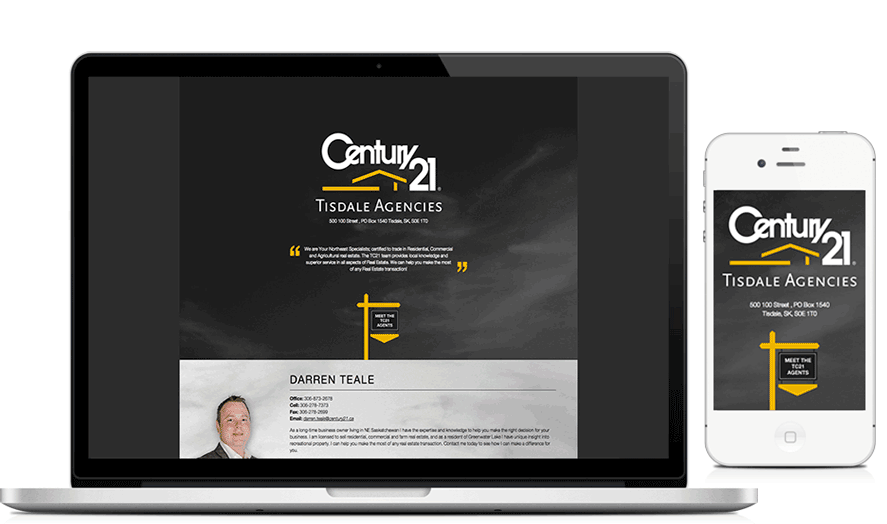 Century 21®
TISDALE AGENCIES
500 100 Street , PO Box 1540 Tisdale, SK, S0E 1T0
“ We are Your Northeast Specialists; certified to trade in Residential, Commercial
and Agricultural real estate. The TC21 team provides local knowledge and
superior service in all aspects of Real Estate. We can help you make the most
of any Real Estate transaction! ”
MEET THE
TC21
AGENTS
DARREN TEALE
Office: 306-873-2678
Cell: 306-278-7373
Fax: 306-278-2699
Email: darren.teale@century21.ca
As a long-time business owner living in NE Saskatchewan I have the expertise and knowledge to help you make the right decision for your
business. I am licensed to sell residential, commercial and farm real estate, and as a resident of Greenwater Lake I have unique insight into
recreational property. I can help you make the most of any real estate transaction. Contact me today to see how I can make a difference for
you.
Century 21®
TISDALE AGENCIES
500 100 Street , PO Box 1540
Tisdale, SK, S0E 1T0
MEET THE
TC21
AGENTS